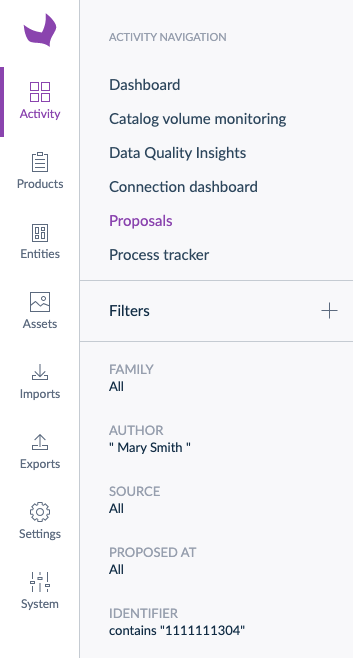 Activity
Products
Entities
Assets
Imports
Exports
Settings
System
ACTIVITY NAVIGATION
Dashboard
Catalog volume monitoring
Data Quality Insights
Connection dashboard
Proposals
Process tracker
Filters
FAMILY
All
AUTHOR
" Mary Smith "
SOURCE
All
PROPOSED AT
All
IDENTIFIER
contains "1111111304"